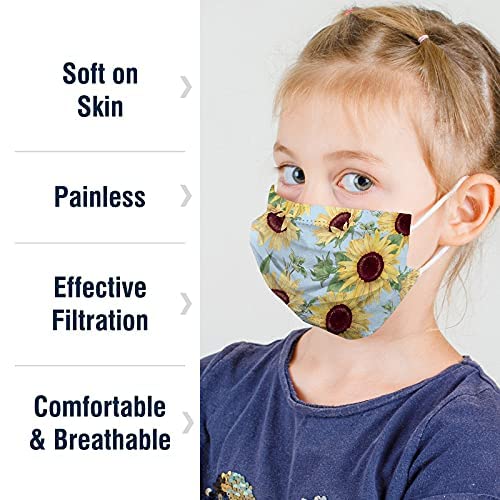 Soft on
Skin
Painless
Effective
Filtration
Comfortable
& Breathable